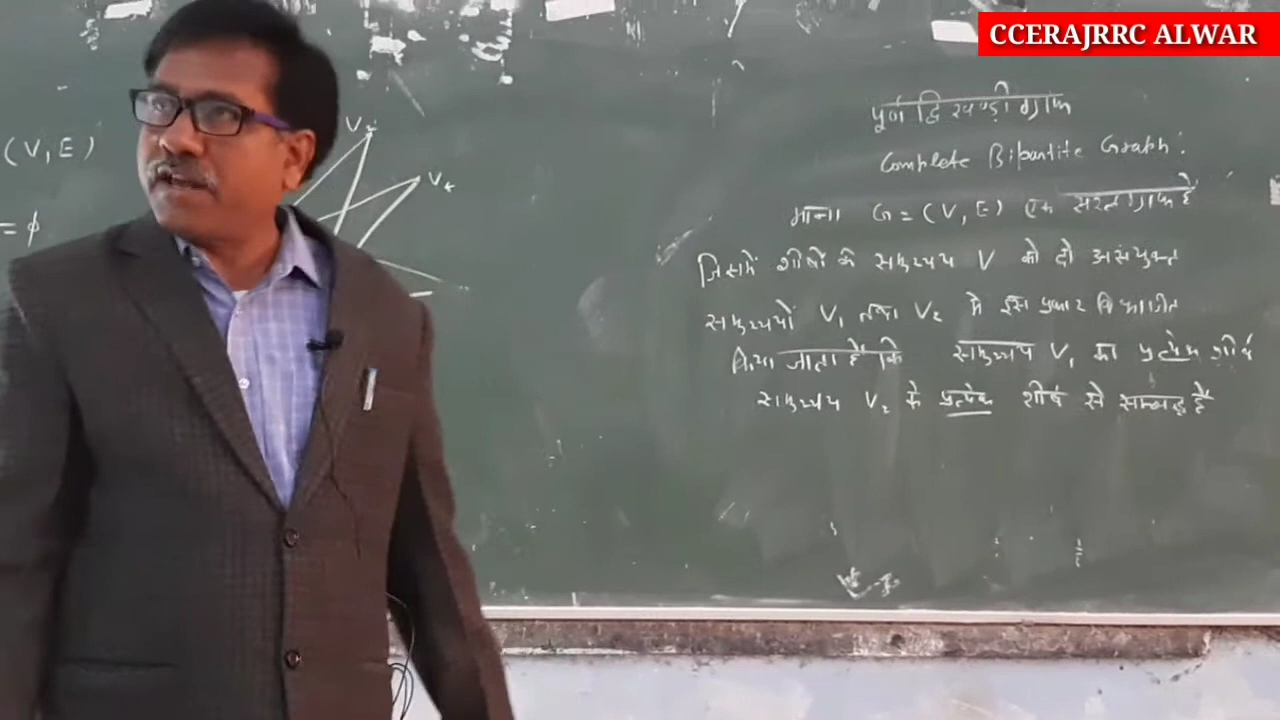 CCERAJRRC ALWAR
(V, E)
= ϕ
V
V
पूर्ण द्वि खण्डी ग्राफ
Complete Bipartite Graph:
माना G = (V, E) एक सरल ग्राफ है
जिसमें शीर्षों के समुच्चय V को दो असंयुक्त
समुच्चयों V₁ तथा V₂ में इस प्रकार विभाजित
किया जाता है कि समुच्चय V₁ का प्रत्येक शीर्ष
समुच्चय V₂ के प्रत्येक शीर्ष से सम्बद्ध है